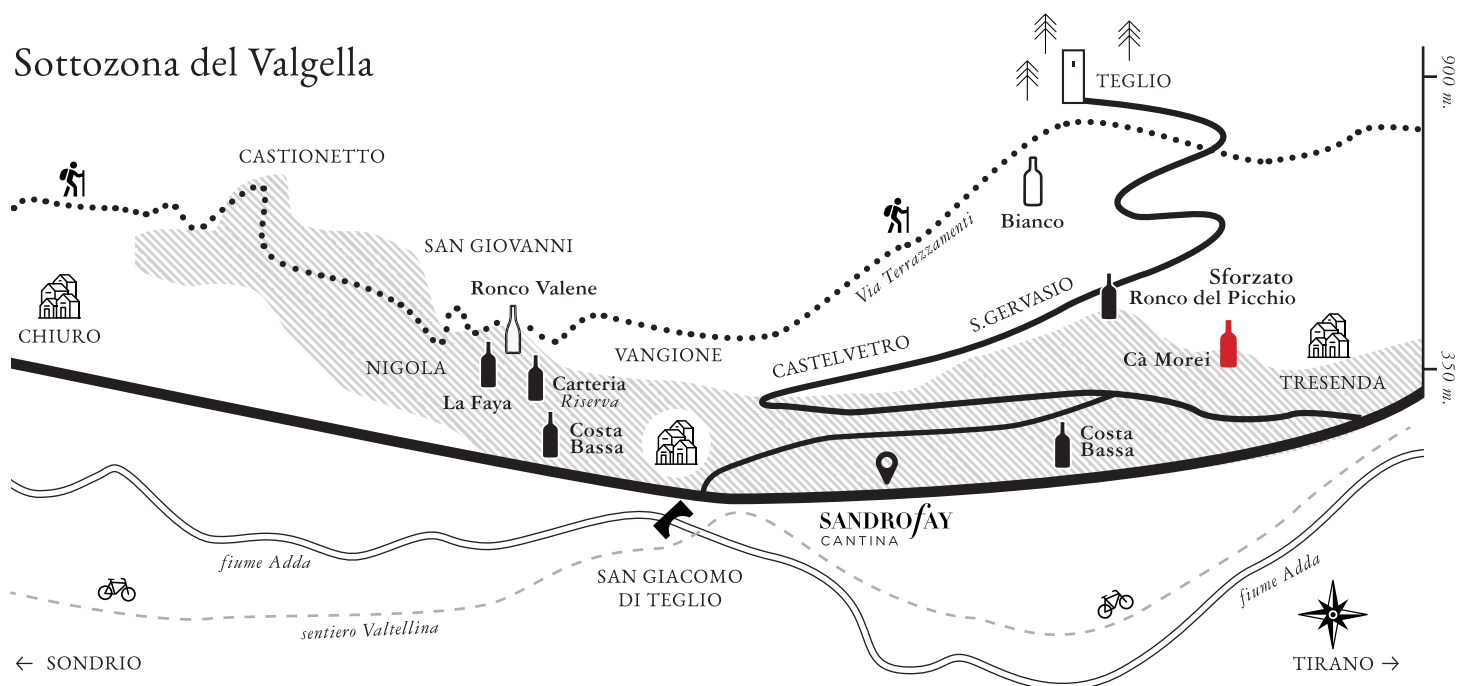 Sottozona del Valgella
TEGLIO
900 m.
CASTIONETTO
Bianco
SAN GIOVANNI
Via Terrazzamenti
Ronco Valene
S.GERVASIO
Sforzato
Ronco del Picchio
CHIURO
NIGOLA
VANGIONE
CASTELVETRO
Cà Morei
TRESENDA
350 m.
La Faya
Carteria
Riserva
Costa
Bassa
Costa
Bassa
SANDROfAY
CANTINA
fiume Adda
SAN GIACOMO
DI TEGLIO
fiume Adda
sentiero Valtellina
← SONDRIO
TIRANO →